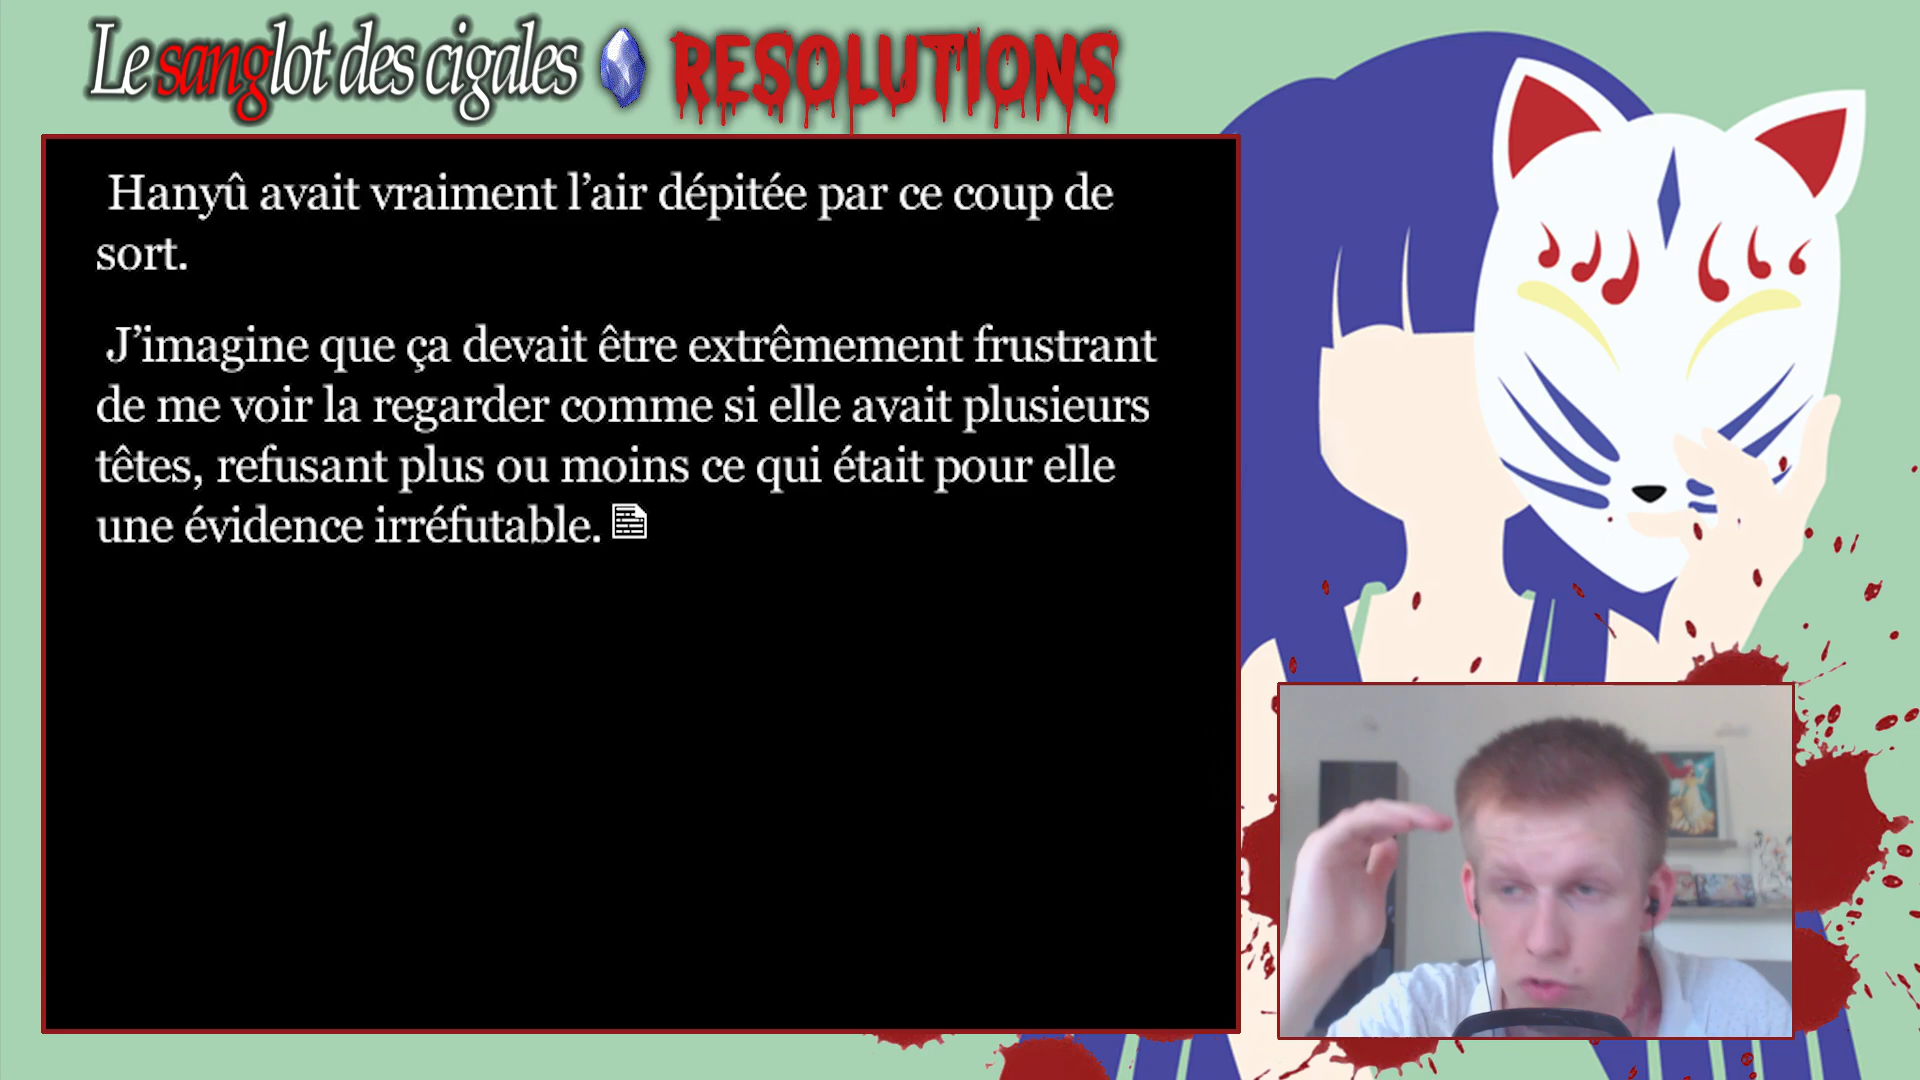 Le sanglot des cigales RESOLUTIONS
Hanyû avait vraiment l’air dépitée par ce coup de
sort.
J’imagine que ça devait être extrêmement frustrant
de me voir la regarder comme si elle avait plusieurs
têtes, refusant plus ou moins ce qui était pour elle
une évidence irréfutable.